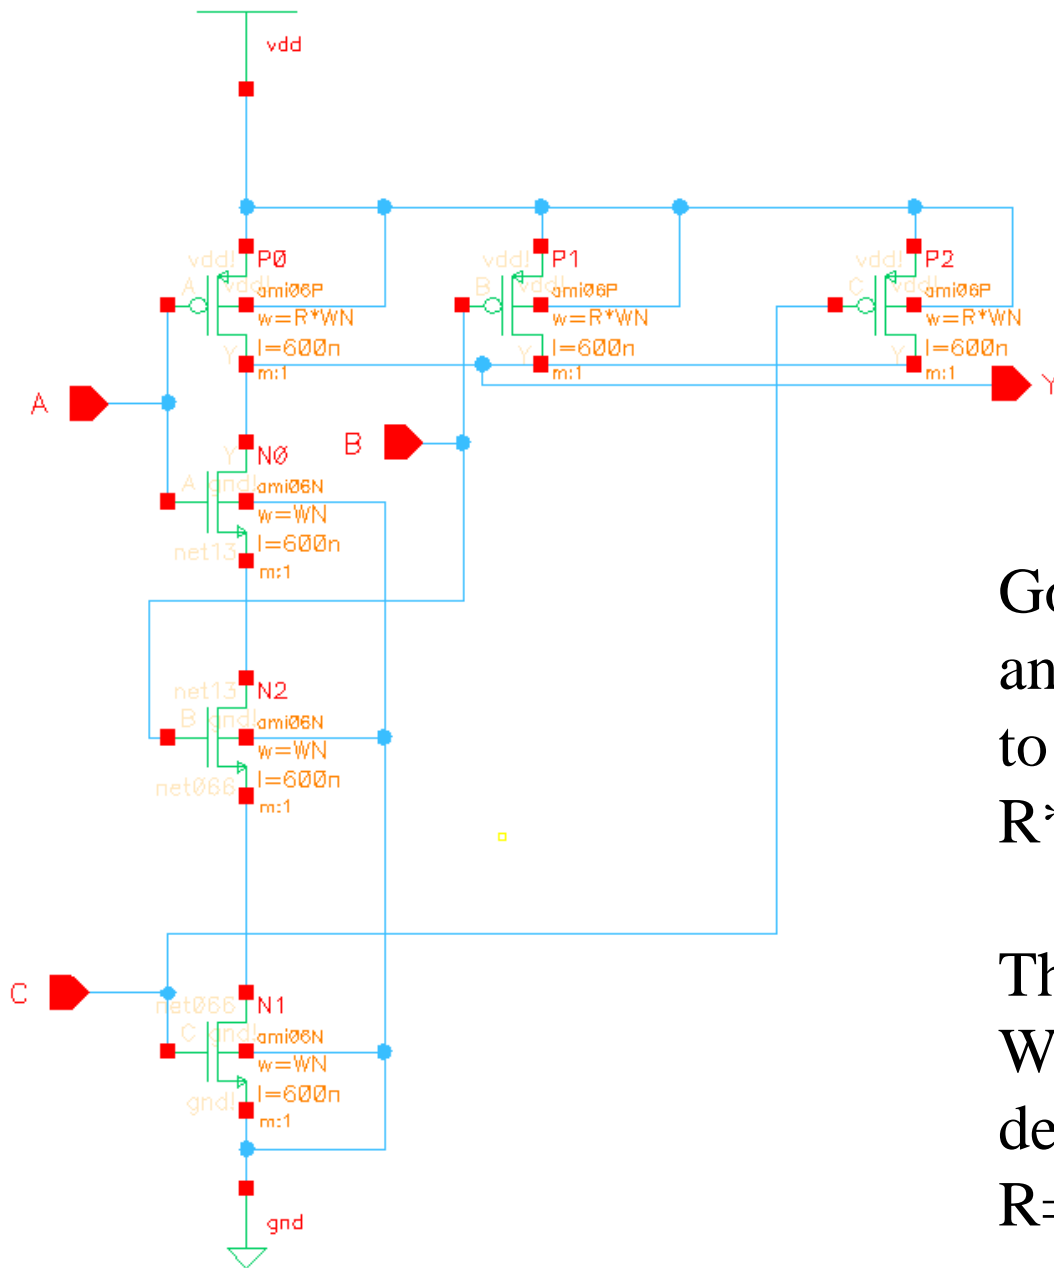 vdd
vdd!
P0
A
vdd!
ami06P
w=R*WN
l=600n
Y
m:1
vdd!
P1
B
vdd!
ami06P
w=R*WN
l=600n
Y
m:1
vdd!
P2
C
ami06P
w=R*WN
l=600n
m:1
Y
A
B
Y
N0
A gnd!
ami06N
w=WN
l=600n
net13
m:1
net13
N2
B gnd!
ami06N
w=WN
l=600n
net066
m:1
C
net066
N1
C gnd!
ami06N
w=WN
l=600n
gnd!
m:1
gnd
Go
an
to
R*
Th
W
de
R=